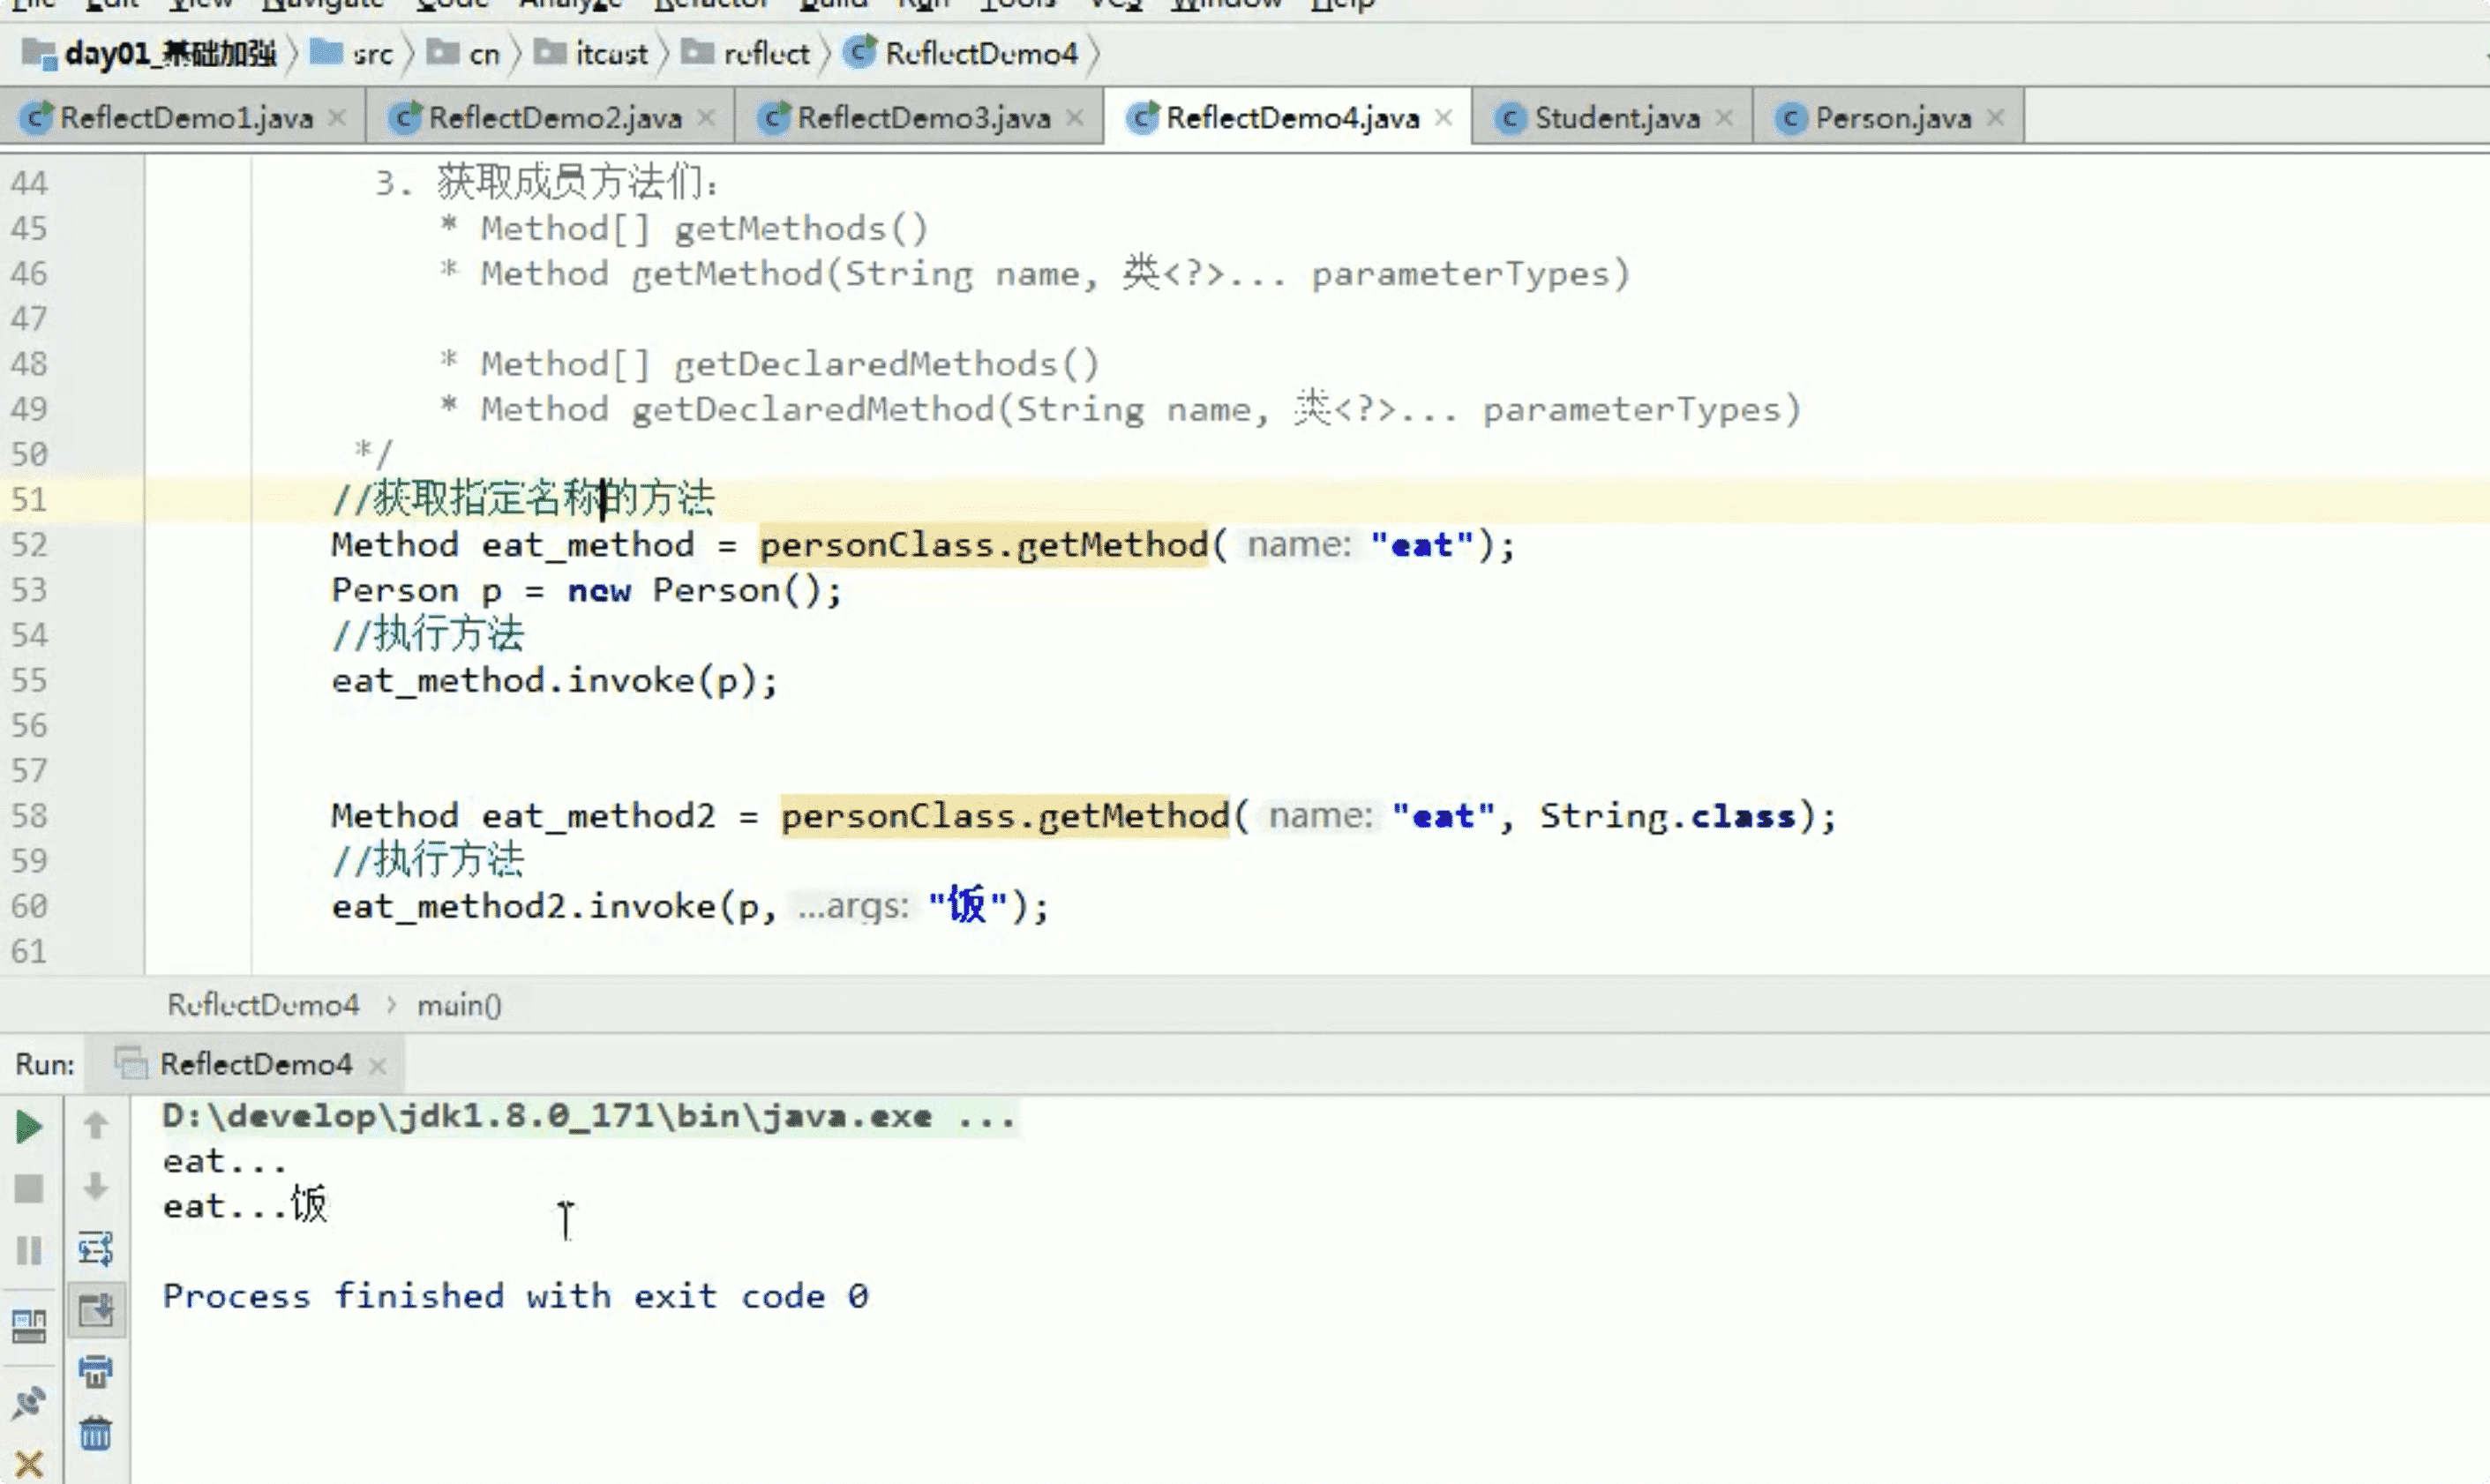 File Edit View Navigate Code Analyze Refactor Build Run Tools VCS Window Help
day01_基础加强 src cn itcast reflect ReflectDemo4
ReflectDemo1.java ReflectDemo2.java ReflectDemo3.java ReflectDemo4.java Student.java Person.java
44 3. 获取成员方法们：
45 * Method[] getMethods()
46 * Method getMethod(String name, 类<?>... parameterTypes)
47
48 * Method[] getDeclaredMethods()
49 * Method getDeclaredMethod(String name, 类<?>... parameterTypes)
50 */
51 //获取指定名称的方法
52 Method eat_method = personClass.getMethod( name: "eat");
53 Person p = new Person();
54 //执行方法
55 eat_method.invoke(p);
56
57
58 Method eat_method2 = personClass.getMethod( name: "eat", String.class);
59 //执行方法
60 eat_method2.invoke(p, ...args: "饭");
61
ReflectDemo4 › main()
Run: ReflectDemo4
D:\develop\jdk1.8.0_171\bin\java.exe ...
eat...
eat...饭
Process finished with exit code 0